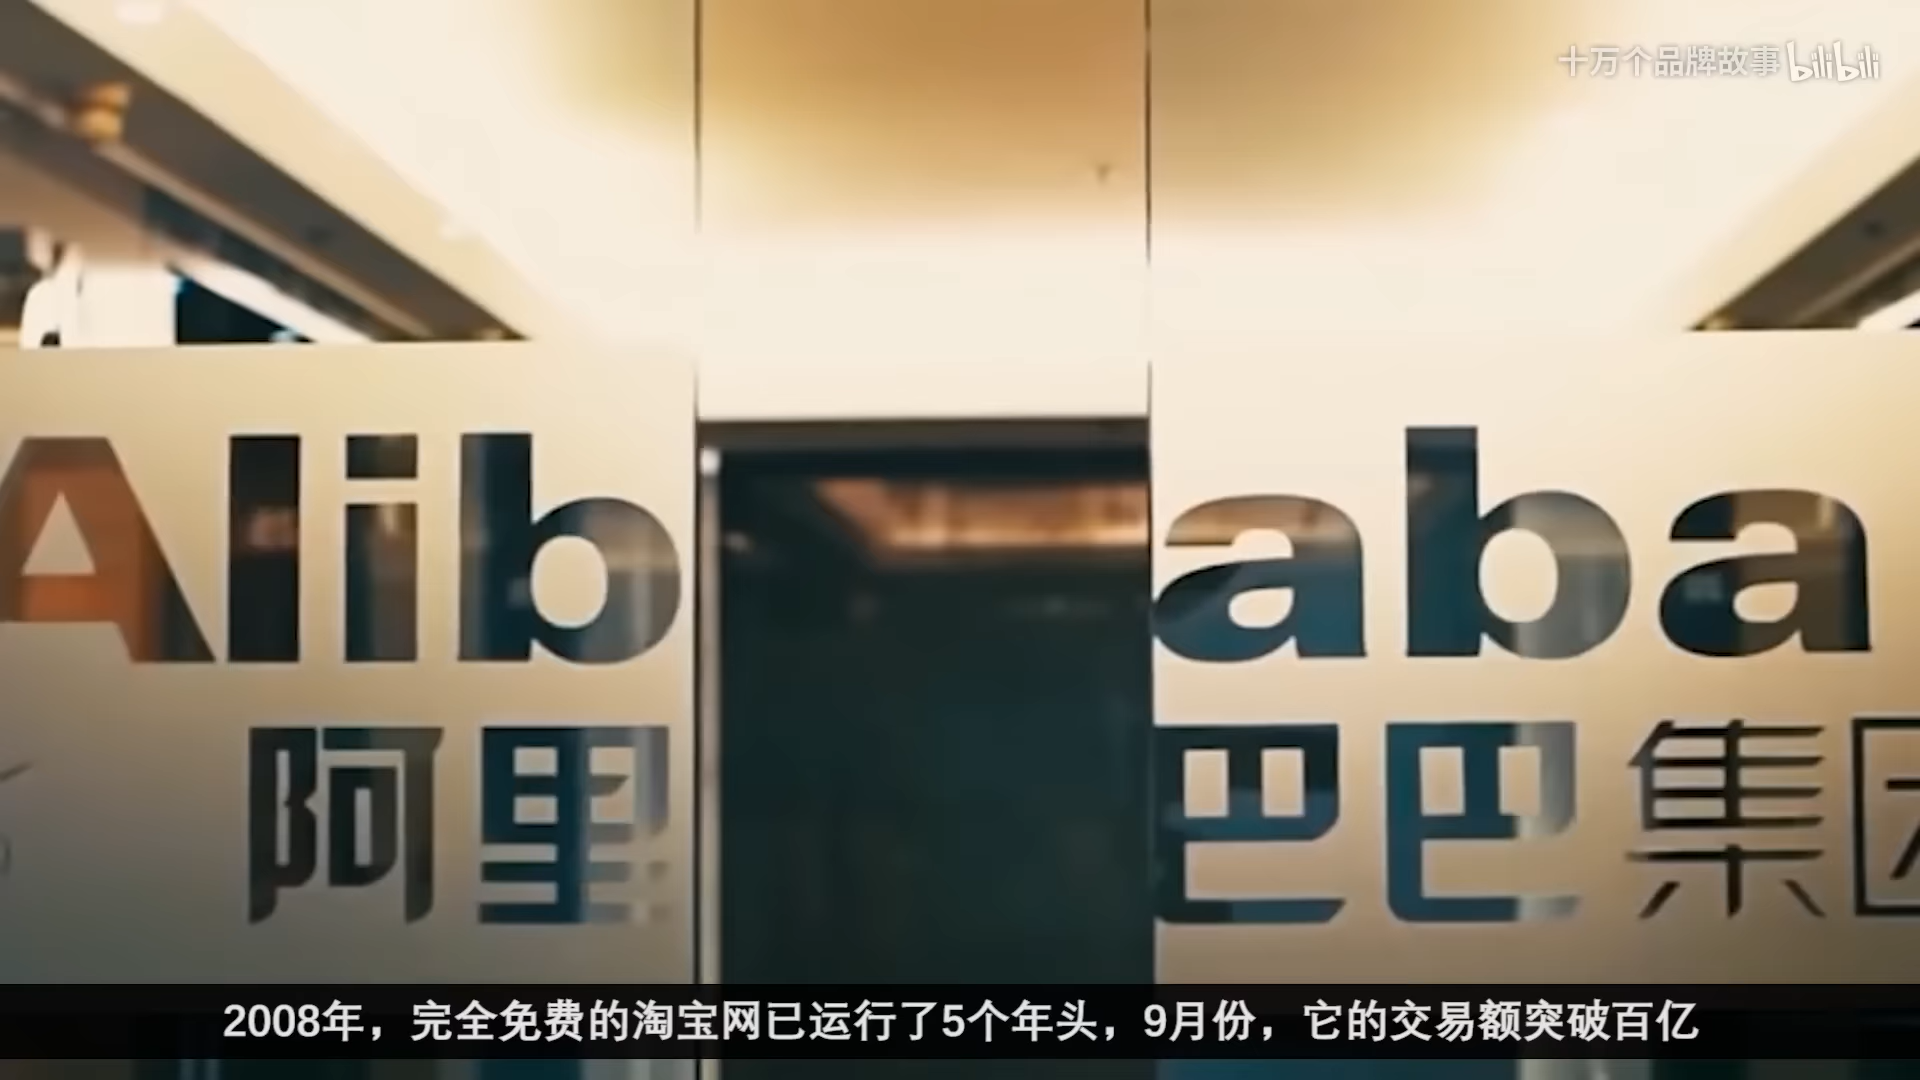 十万个品牌故事 bilibili
Alibaba
阿里巴巴集团
2008年，完全免费的淘宝网已运行了5个年头，9月份，它的交易额突破百亿